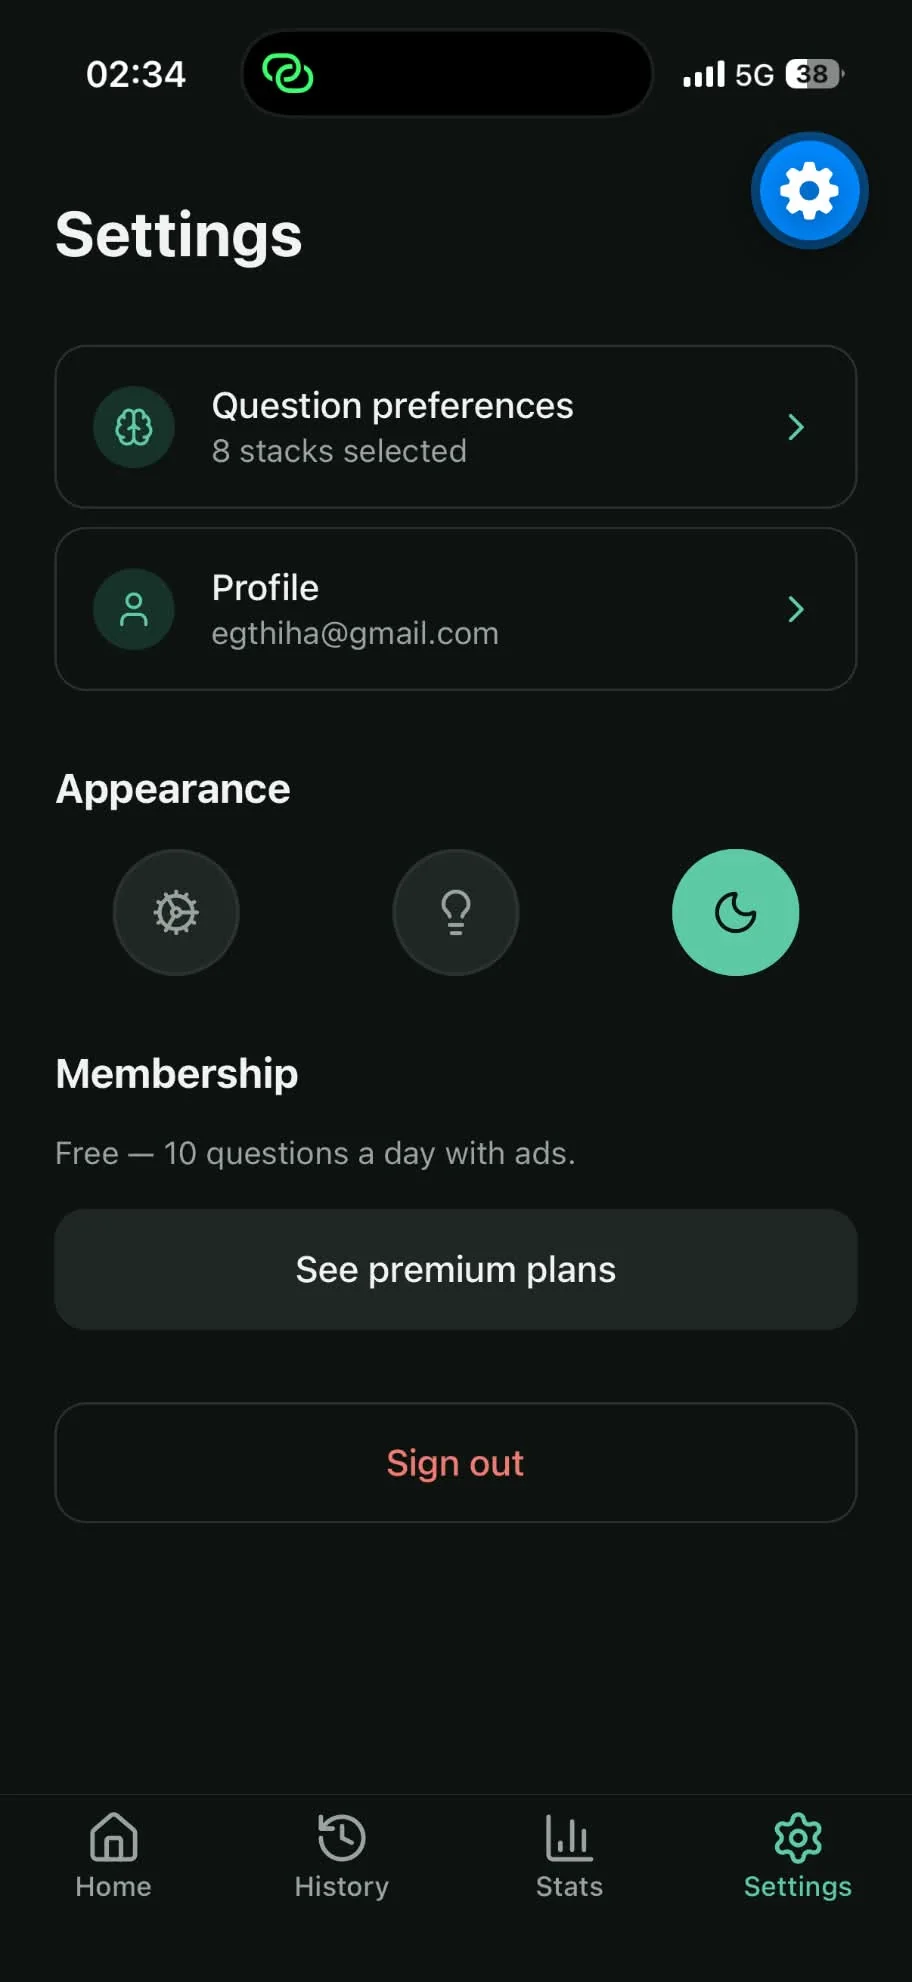 02:34
5G
38
Settings
Question preferences
8 stacks selected
Profile
egthiha@gmail.com
Appearance
Membership
Free — 10 questions a day with ads.
See premium plans
Sign out
Home
History
Stats
Settings